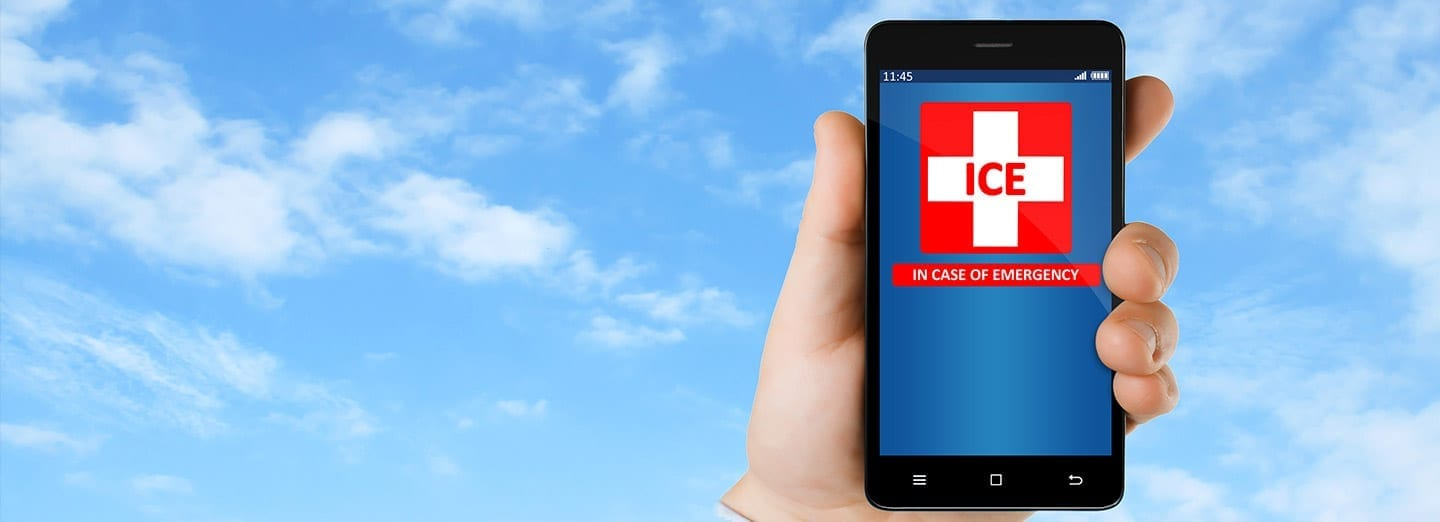 11:45
ICE
IN CASE OF EMERGENCY